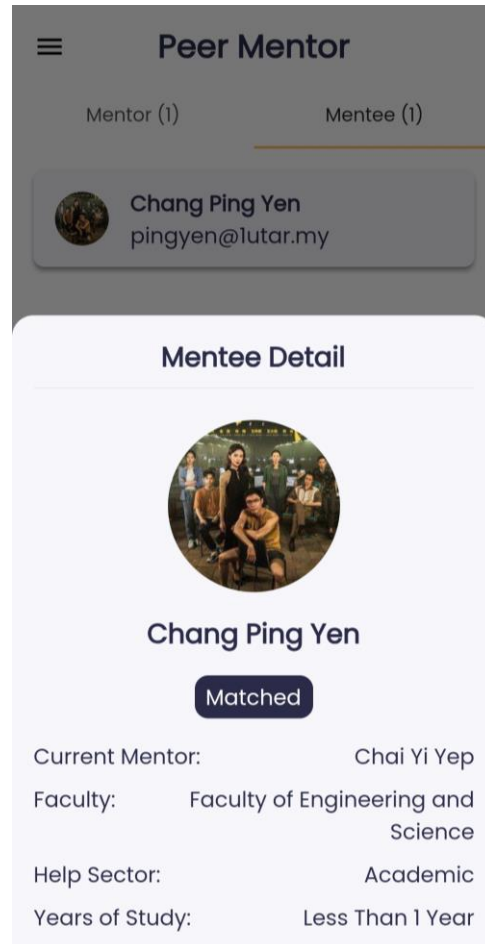 Peer Mentor
Mentor (1)
Mentee (1)
Chang Ping Yen
pingyen@1utar.my
Mentee Detail
Chang Ping Yen
Matched
Current Mentor: Chai Yi Yep
Faculty: Faculty of Engineering and
Science
Help Sector: Academic
Years of Study: Less Than 1 Year